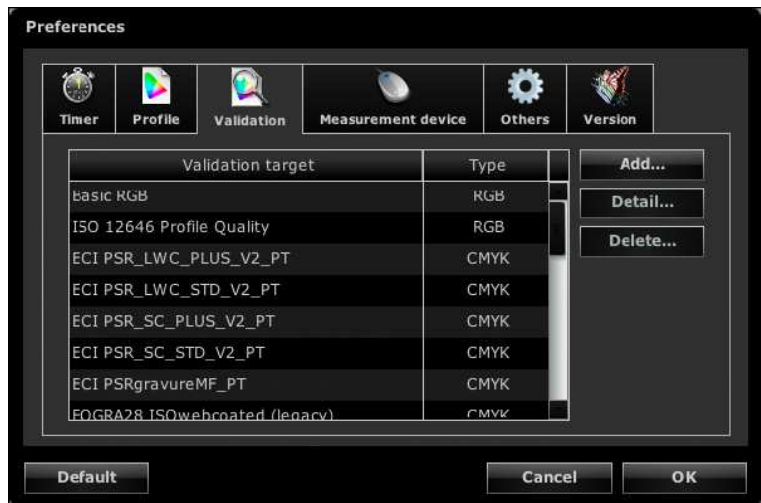 Preferences
Timer Profile Validation Measurement device Others Version
Validation target Type Add...
Basic RGB RGB
Detail...
ISO 12646 Profile Quality RGB
Delete...
ECI PSR_LWC_PLUS_V2_PT CMYK
ECI PSR_LWC_STD_V2_PT CMYK
ECI PSR_SC_PLUS_V2_PT CMYK
ECI PSR_SC_STD_V2_PT CMYK
ECI PSRgravureMF_PT CMYK
FOGRA28 ISOwebcoated (legacy) CMYK
Default Cancel OK